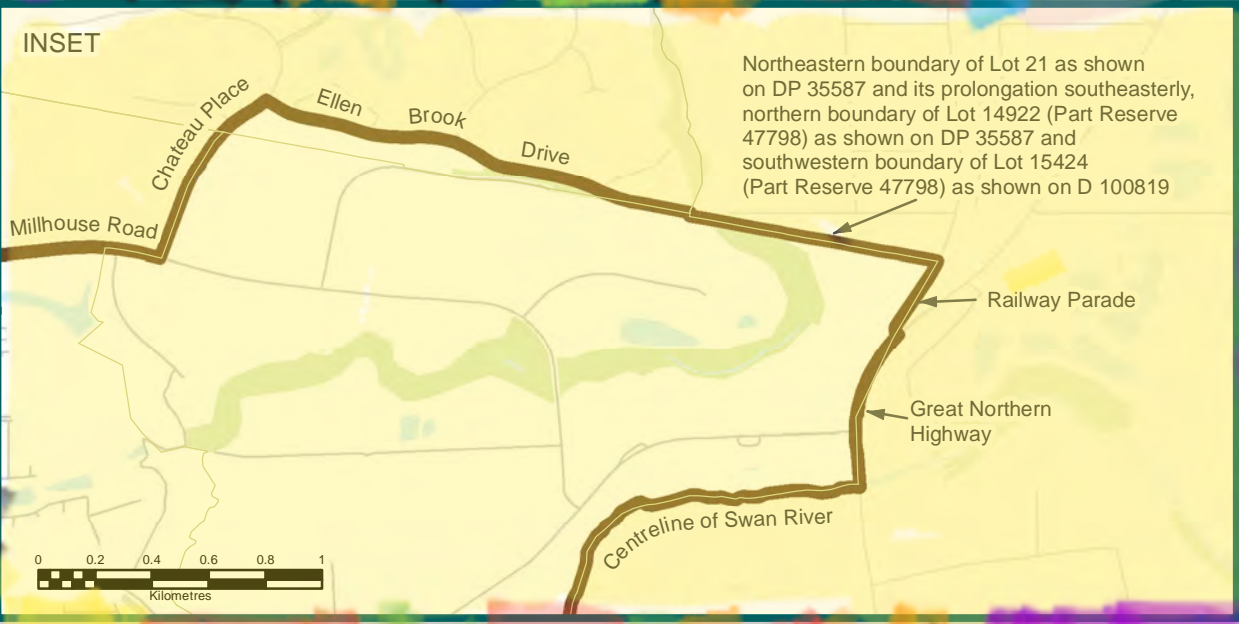 INSET
Northeastern boundary of Lot 21 as shown
on DP 35587 and its prolongation southeasterly,
northern boundary of Lot 14922 (Part Reserve
47798) as shown on DP 35587 and
southwestern boundary of Lot 15424
(Part Reserve 47798) as shown on D 100819
Chateau Place
Ellen Brook Drive
Millhouse Road
Railway Parade
Great Northern
Highway
Centreline of Swan River
0 0.2 0.4 0.6 0.8 1
Kilometres